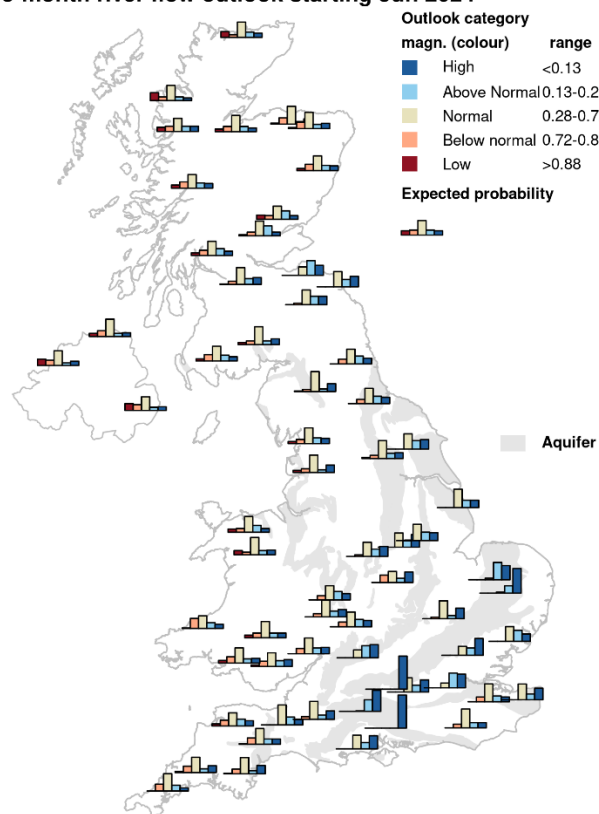 Outlook category
magn. (colour) range
High <0.13
Above Normal 0.13-0.2
Normal 0.28-0.7
Below normal 0.72-0.8
Low >0.88
Expected probability
Aquifer